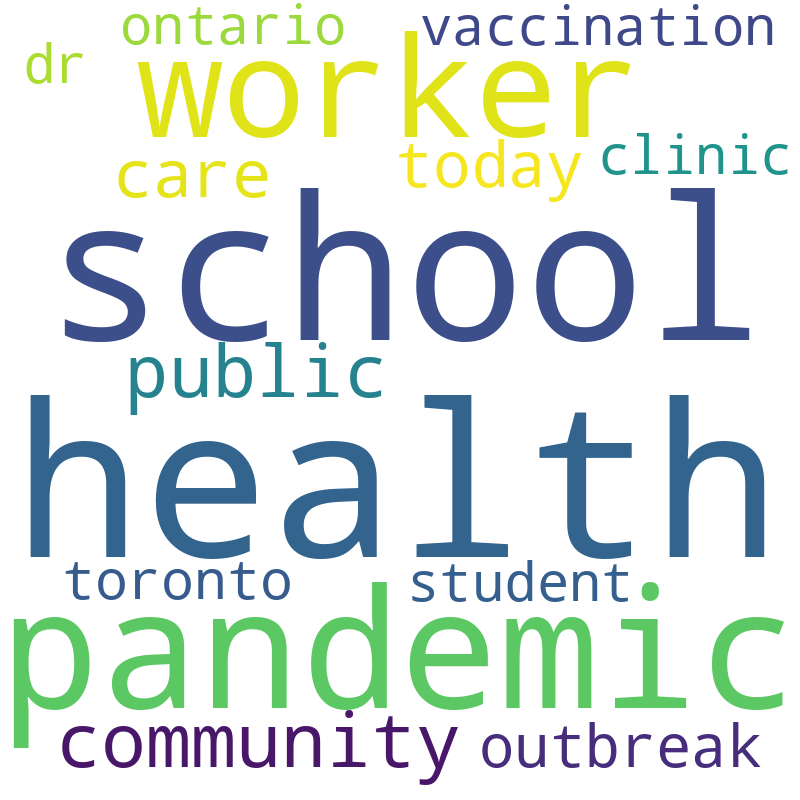 ontario vaccination
dr worker
care today clinic
school
public
health
toronto student
pandemic
community outbreak